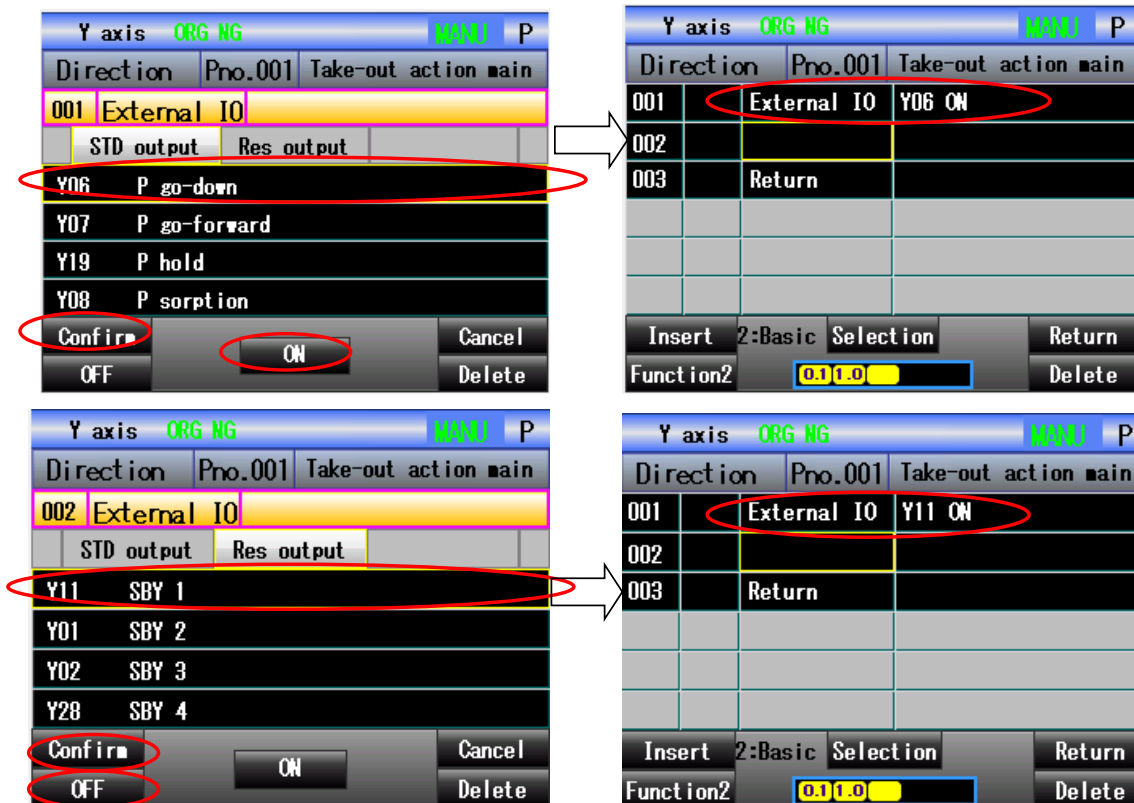 Y axis ORG NG MANU P
Direction Pno.001 Take-out action main
001 External IO
STD output Res output
Y06 P go-down
Y07 P go-forward
Y19 P hold
Y08 P sorption
Confirm ON Cancel
OFF Delete
Y axis ORG NG MANU P
Direction Pno.001 Take-out action main
001 External IO Y06 ON
002
003 Return
Insert 2:Basic Selection Return
Function2 0.1 1.0 Delete
Y axis ORG NG MANU P
Direction Pno.001 Take-out action main
002 External IO
STD output Res output
Y11 SBY 1
Y01 SBY 2
Y02 SBY 3
Y28 SBY 4
Confirm ON Cancel
OFF Delete
Y axis ORG NG MANU P
Direction Pno.001 Take-out action main
001 External IO Y11 ON
002
003 Return
Insert 2:Basic Selection Return
Function2 0.1 1.0 Delete